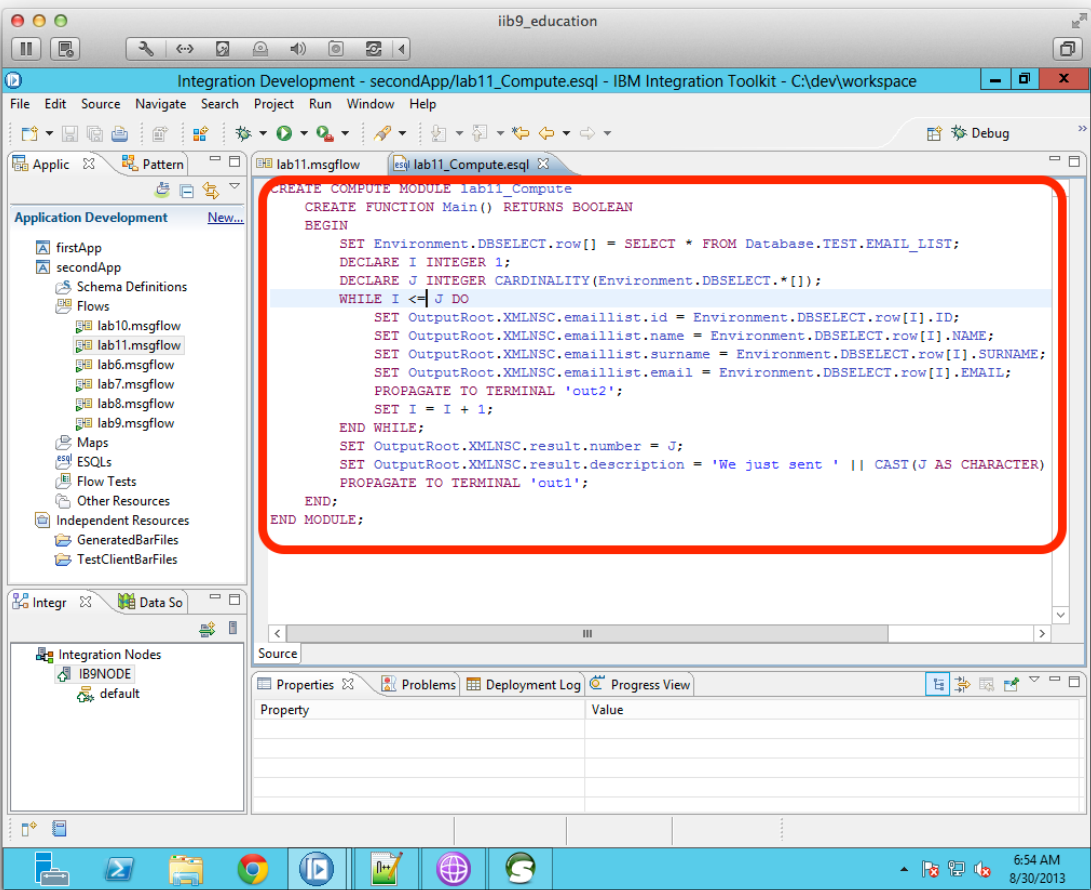 iib9_education
Integration Development - secondApp/lab11_Compute.esql - IBM Integration Toolkit - C:\dev\workspace
File Edit Source Navigate Search Project Run Window Help
Debug
Applic
Pattern
lab11.msgflow
lab11_Compute.esql
Application Development New...
firstApp
secondApp
Schema Definitions
Flows
lab10.msgflow
lab11.msgflow
lab6.msgflow
lab7.msgflow
lab8.msgflow
lab9.msgflow
Maps
ESQLs
Flow Tests
Other Resources
Independent Resources
GeneratedBarFiles
TestClientBarFiles
CREATE COMPUTE MODULE lab11_Compute
CREATE FUNCTION Main() RETURNS BOOLEAN
BEGIN
SET Environment.DBSELECT.row[] = SELECT * FROM Database.TEST.EMAIL_LIST;
DECLARE I INTEGER 1;
DECLARE J INTEGER CARDINALITY(Environment.DBSELECT.*[]);
WHILE I <= J DO
SET OutputRoot.XMLNSC.emaillist.id = Environment.DBSELECT.row[I].ID;
SET OutputRoot.XMLNSC.emaillist.name = Environment.DBSELECT.row[I].NAME;
SET OutputRoot.XMLNSC.emaillist.surname = Environment.DBSELECT.row[I].SURNAME;
SET OutputRoot.XMLNSC.emaillist.email = Environment.DBSELECT.row[I].EMAIL;
PROPAGATE TO TERMINAL 'out2';
SET I = I + 1;
END WHILE;
SET OutputRoot.XMLNSC.result.number = J;
SET OutputRoot.XMLNSC.result.description = 'We just sent ' || CAST(J AS CHARACTER)
PROPAGATE TO TERMINAL 'out1';
END;
END MODULE;
Source
Integr
Data So
Integration Nodes
IB9NODE
default
Properties
Problems
Deployment Log
Progress View
Property Value
6:54 AM
8/30/2013